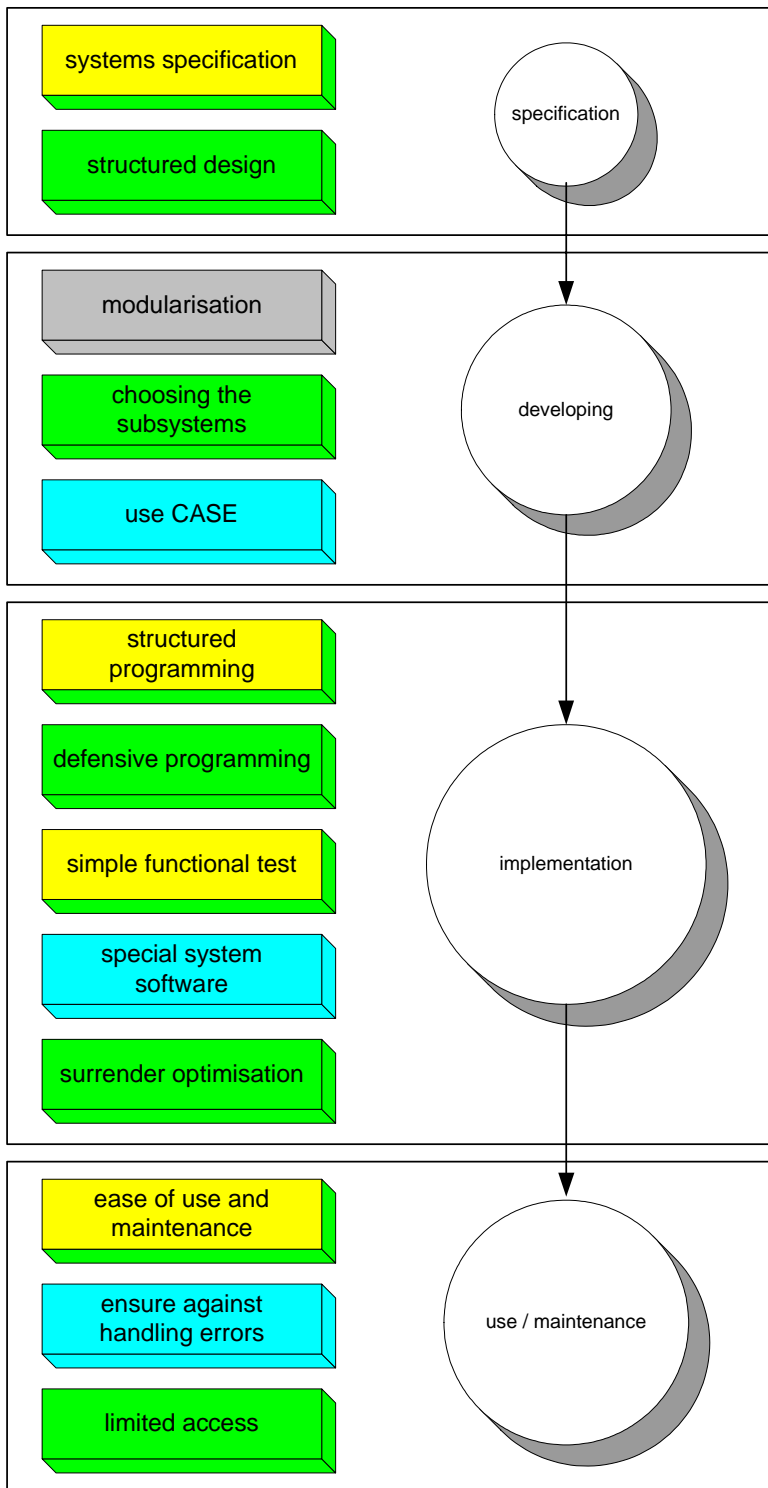 systems specification
specification
structured design
modularisation
choosing the
subsystems
developing
use CASE
structured
programming
defensive programming
simple functional test
implementation
special system
software
surrender optimisation
ease of use and
maintenance
ensure against
handling errors
use / maintenance
limited access